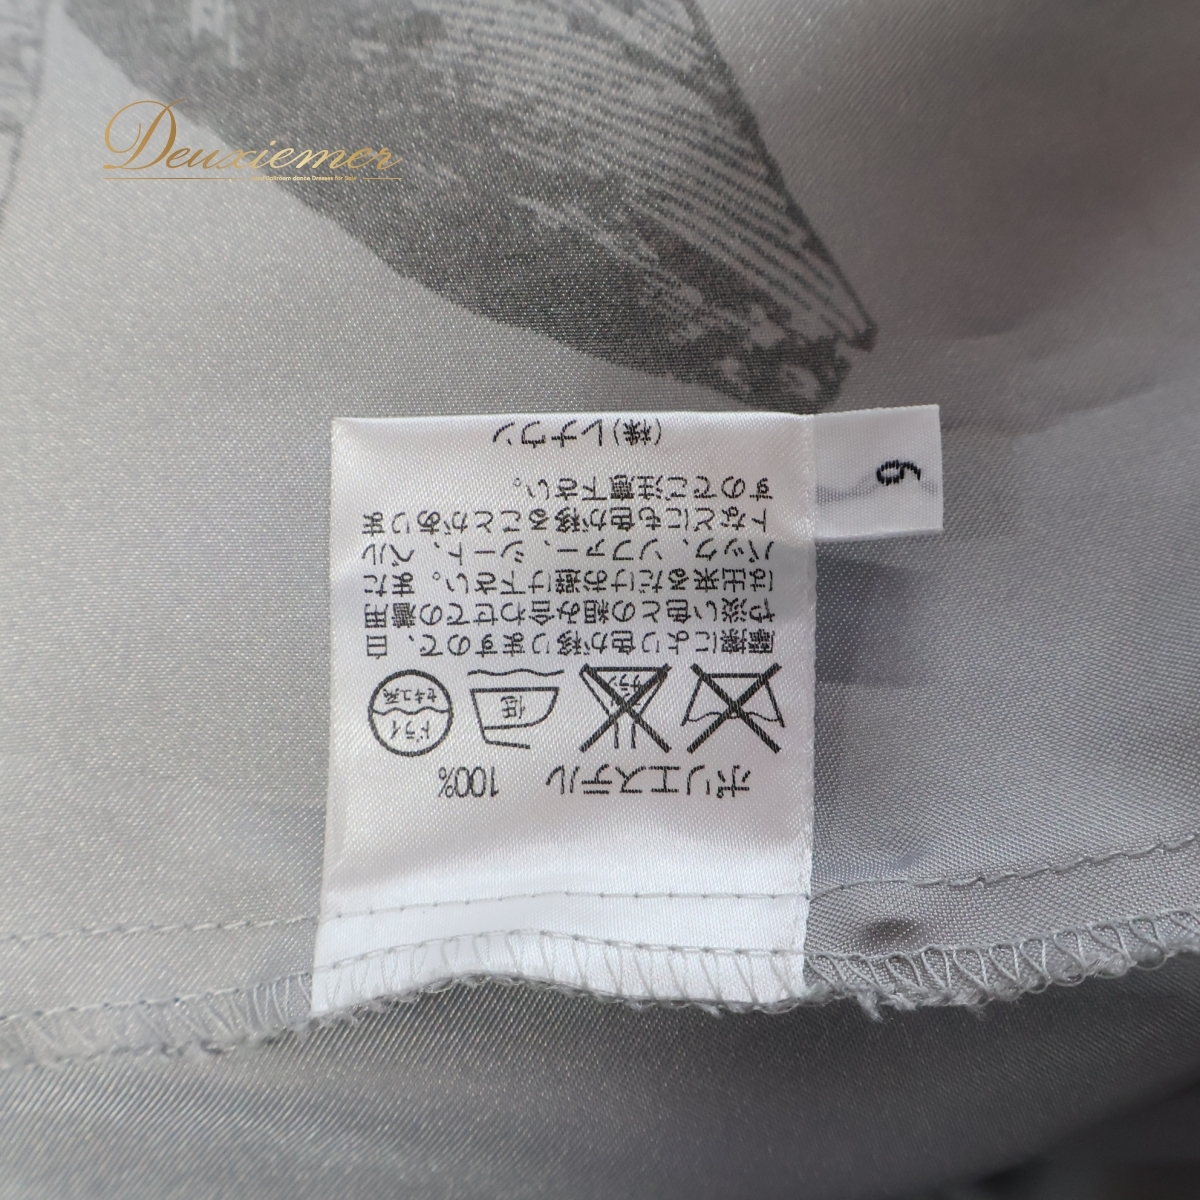 Deuxiemer
ポリエステル 100%
低
ドライ
セキユ系
摩擦により色が移りますので、白
や淡い色との組み合わせでの着用
は出来るだけお避け下さい。また
バック、ソファー、シート、ベル
トなどにも色が移ることがありま
すのでご注意下さい。
(株)レナウン
9